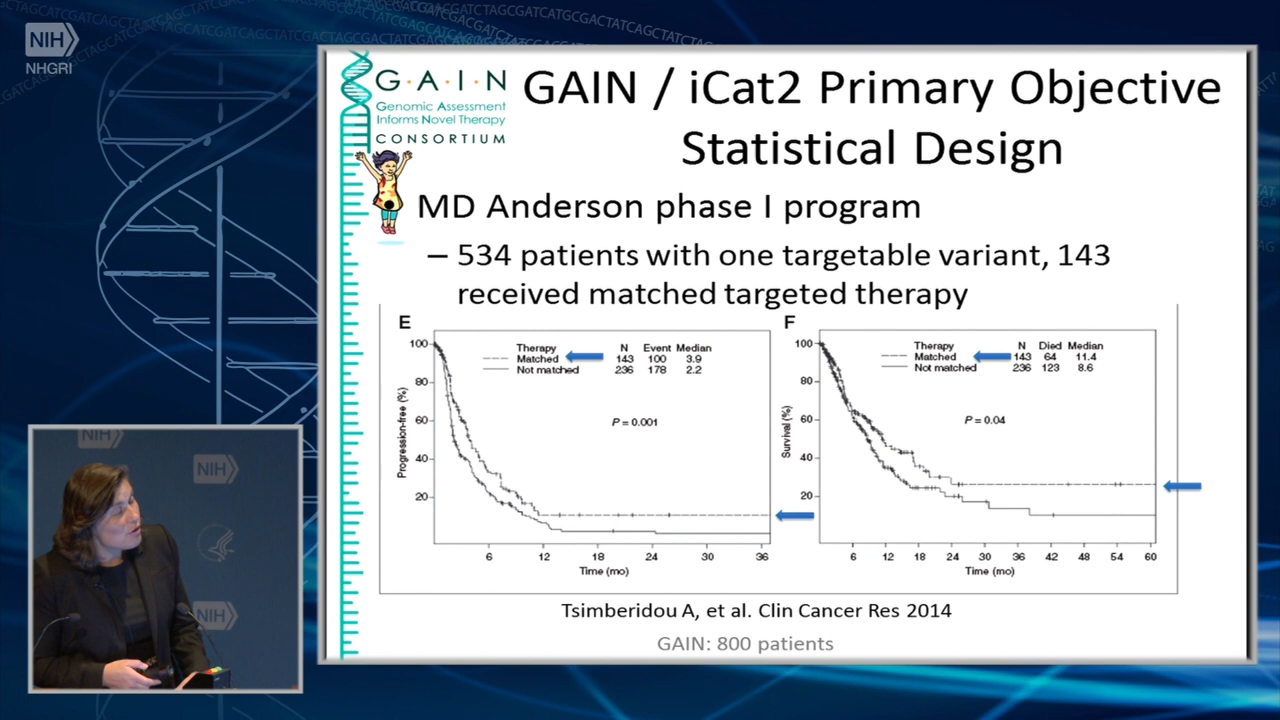 NIH
NHGRI
G·A·I·N
Genomic Assessment
Informs Novel Therapy
CONSORTIUM
GAIN / iCat2 Primary Objective
Statistical Design
MD Anderson phase I program
– 534 patients with one targetable variant, 143
received matched targeted therapy
E
Therapy N Event Median
Matched 143 100 3.9
Not matched 236 178 2.2
P = 0.001
Progression-free (%)
100
80
60
40
20
6 12 18 24 30 36
Time (mo)
F
Therapy N Died Median
Matched 143 64 11.4
Not matched 236 123 8.6
P = 0.04
Survival (%)
100
80
60
40
20
6 12 18 24 30 36 42 48 54 60
Time (mo)
Tsimberidou A, et al. Clin Cancer Res 2014
GAIN: 800 patients
NIH
NIH
NIH